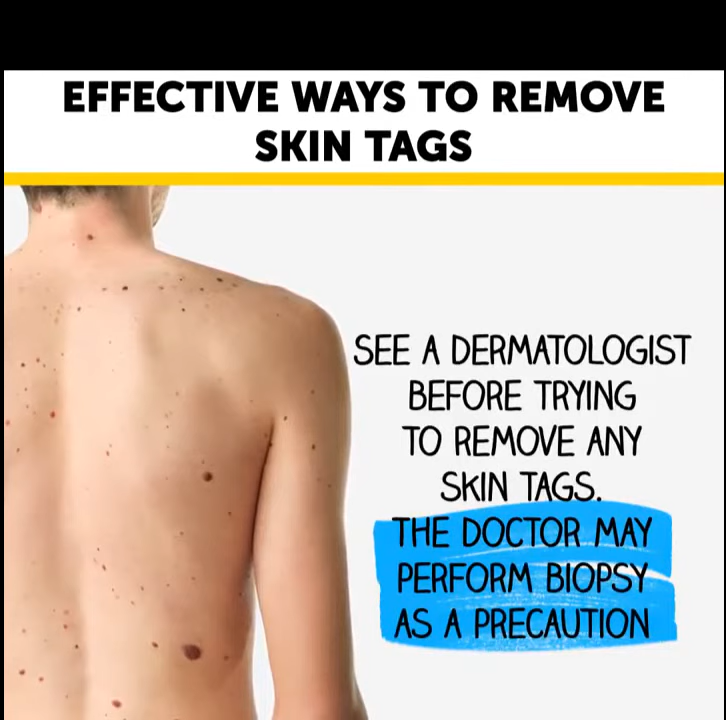 EFFECTIVE WAYS TO REMOVE
SKIN TAGS
SEE A DERMATOLOGIST
BEFORE TRYING
TO REMOVE ANY
SKIN TAGS.
THE DOCTOR MAY
PERFORM BIOPSY
AS A PRECAUTION